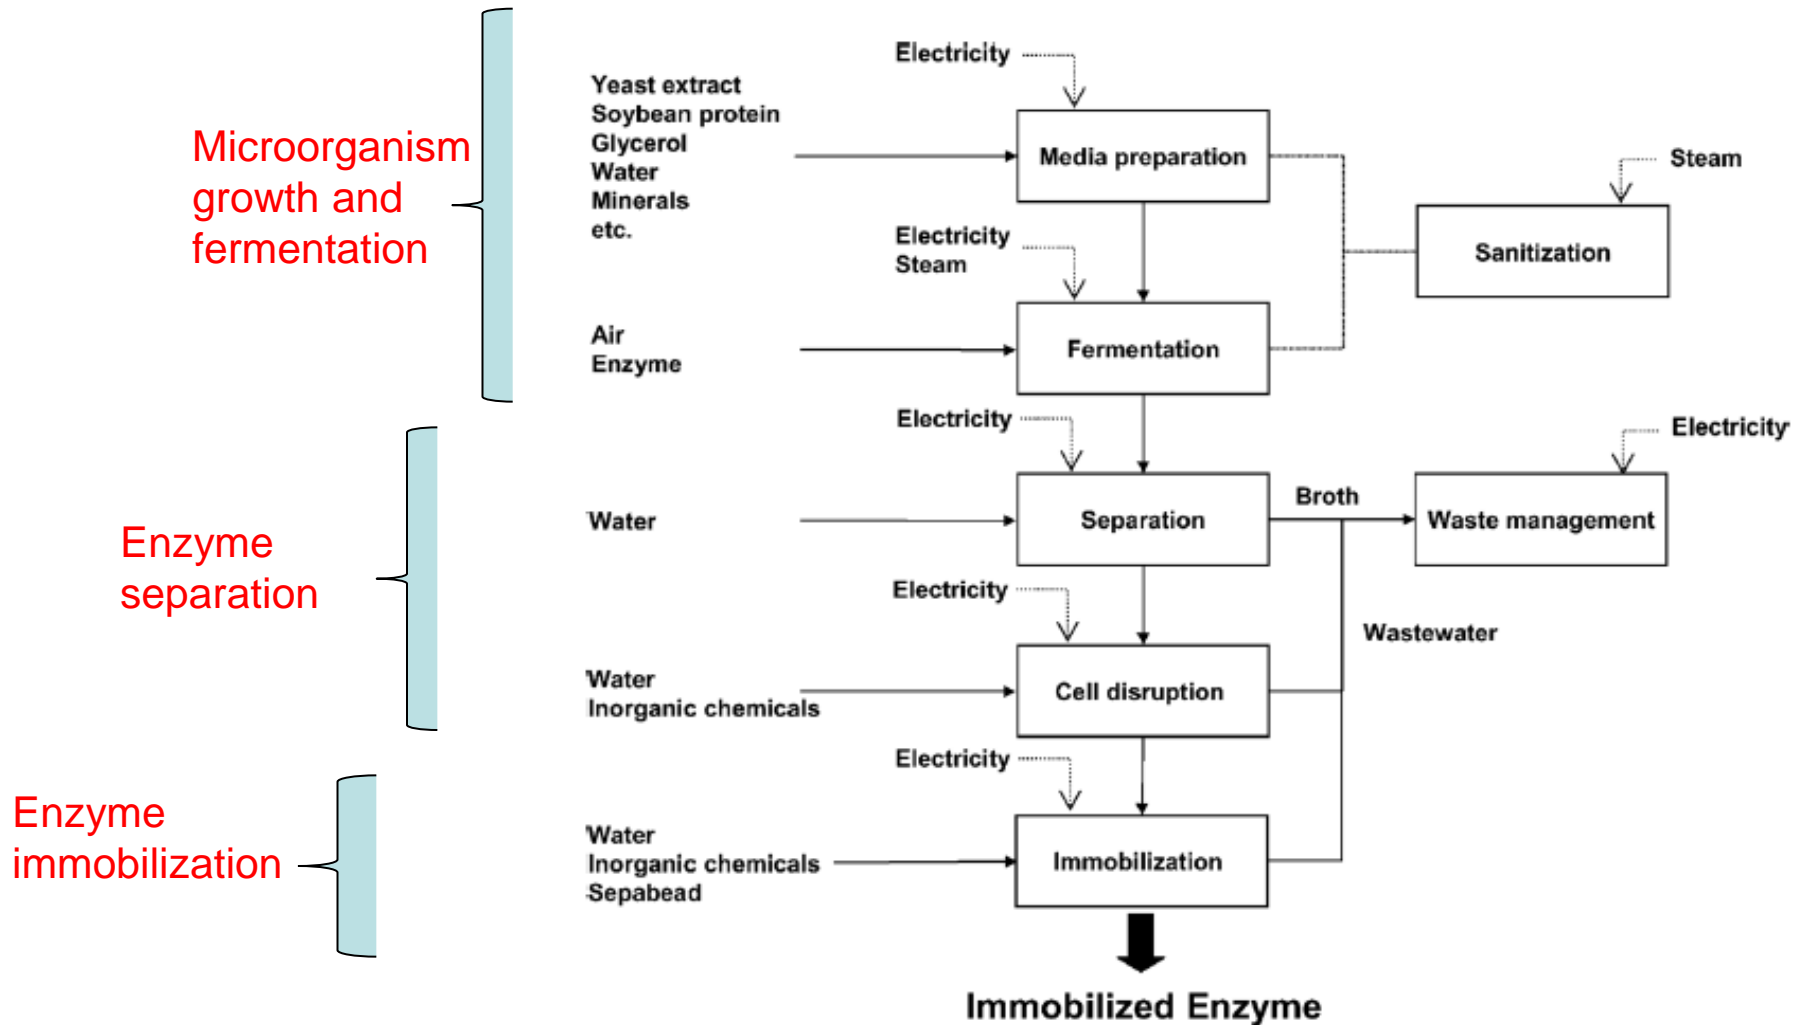 Microorganism
growth and
fermentation
Enzyme
separation
Enzyme
immobilization
Electricity
Yeast extract
Soybean protein
Glycerol
Water
Minerals
etc.
Media preparation
Steam
Sanitization
Electricity
Steam
Air
Enzyme
Fermentation
Electricity
Electricity
Water
Separation
Broth
Waste management
Electricity
Wastewater
Water
Inorganic chemicals
Cell disruption
Electricity
Water
Inorganic chemicals
Sepabead
Immobilization
Immobilized Enzyme